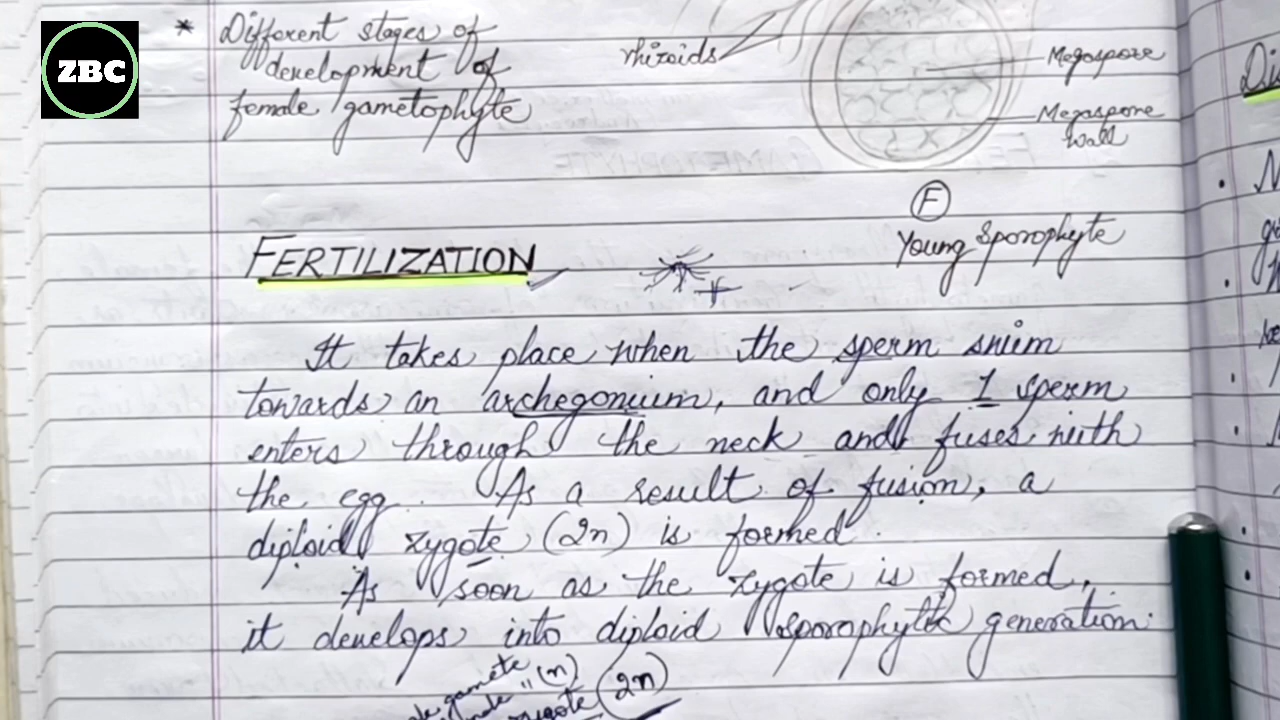 ZBC
* Different stages of
development of
female gametophyte
rhizoids
Megaspore
Megaspore
wall
F
Young Sporophyte
FERTILIZATION
It takes place when the sperm swim
towards an archegonium, and only 1 sperm
enters through the neck and fuses with
the egg. As a result of fusion, a
diploid zygote (2n) is formed.
As soon as the zygote is formed,
it develops into diploid sporophytic generation.
gamete
" (n)
(2n)